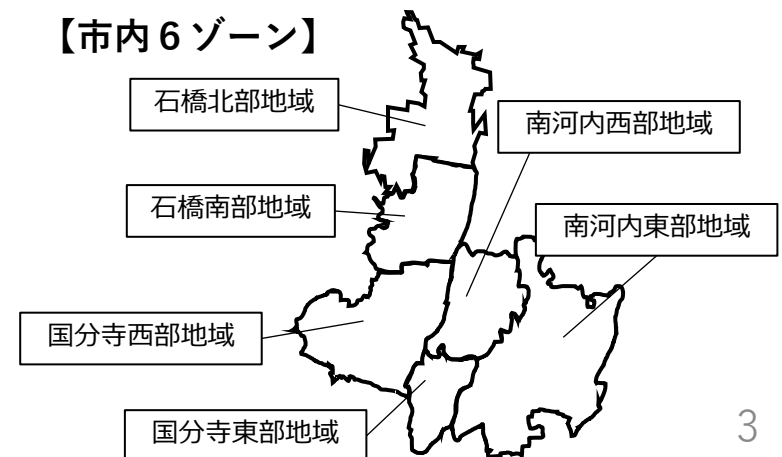 【市内６ゾーン】
石橋北部地域
南河内西部地域
石橋南部地域
南河内東部地域
国分寺西部地域
国分寺東部地域
3